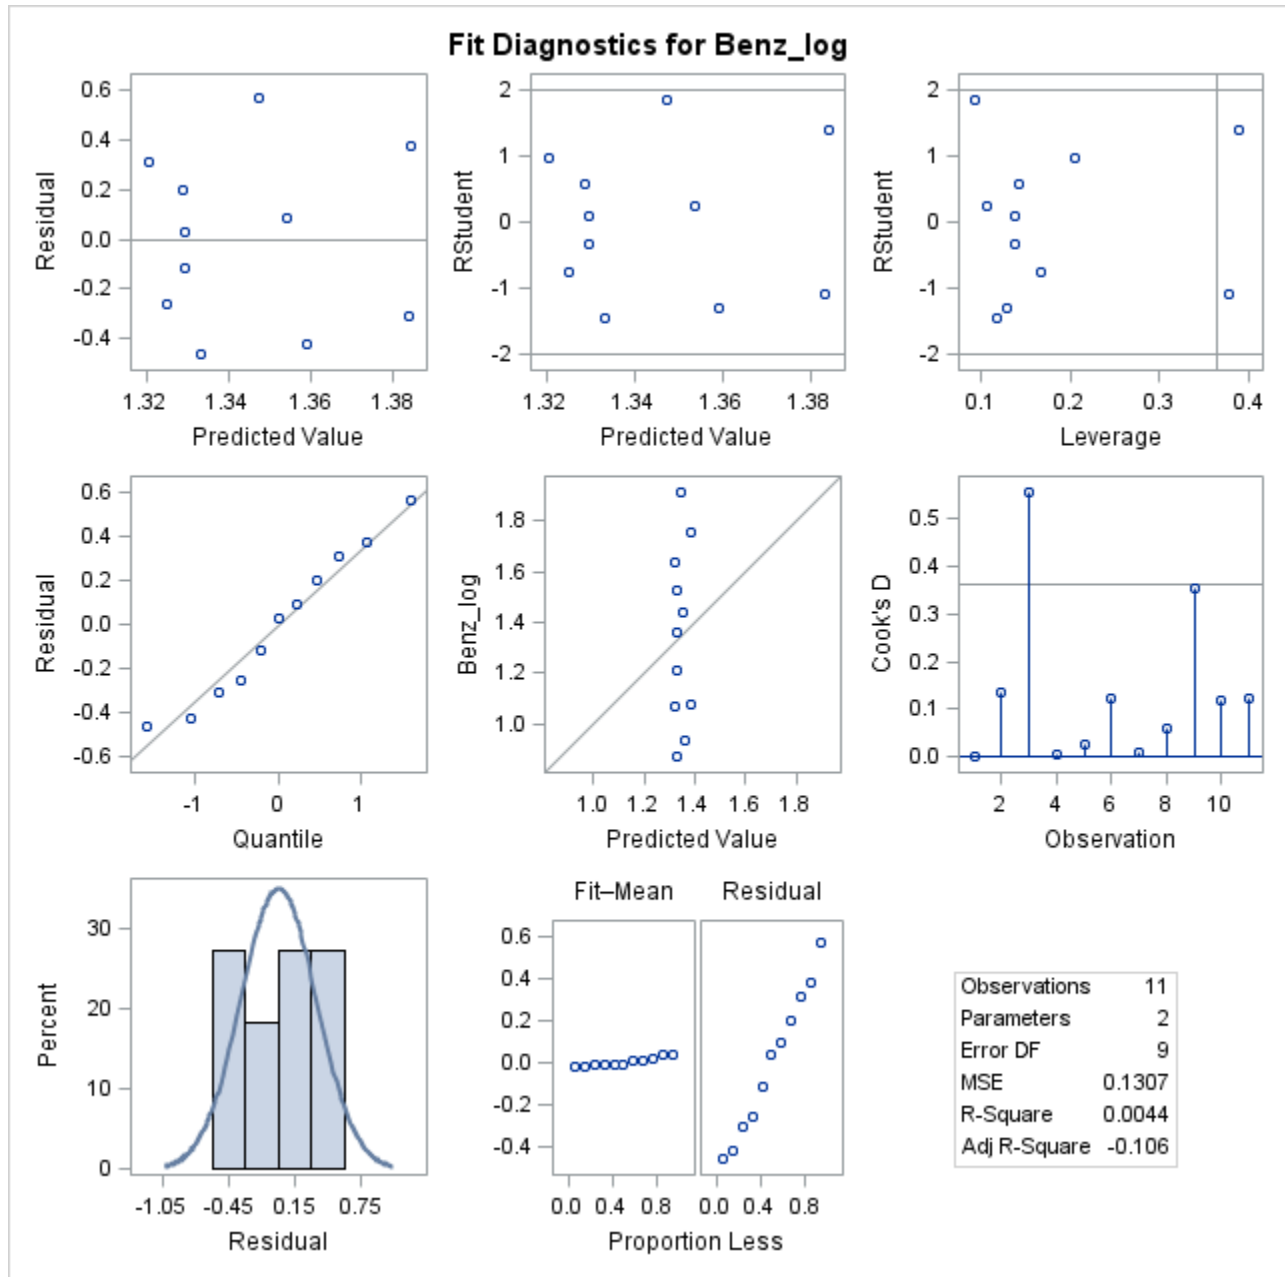 Fit Diagnostics for Benz_log
0.6
0.4
0.2
0.0
-0.2
-0.4
Residual
1.32 1.34 1.36 1.38
Predicted Value
2
1
0
-1
-2
RStudent
1.32 1.34 1.36 1.38
Predicted Value
2
1
0
-1
-2
RStudent
0.1 0.2 0.3 0.4
Leverage
0.6
0.4
0.2
0.0
-0.2
-0.4
-0.6
Residual
-1 0 1
Quantile
1.8
1.6
1.4
1.2
1.0
Benz_log
1.0 1.2 1.4 1.6 1.8
Predicted Value
0.5
0.4
0.3
0.2
0.1
0.0
Cook's D
2 4 6 8 10
Observation
30
20
10
0
Percent
-1.05 -0.45 0.15 0.75
Residual
Fit–Mean Residual
0.6
0.4
0.2
0.0
-0.2
-0.4
0.0 0.4 0.8 0.0 0.4 0.8
Proportion Less
Observations 11
Parameters 2
Error DF 9
MSE 0.1307
R-Square 0.0044
Adj R-Square -0.106